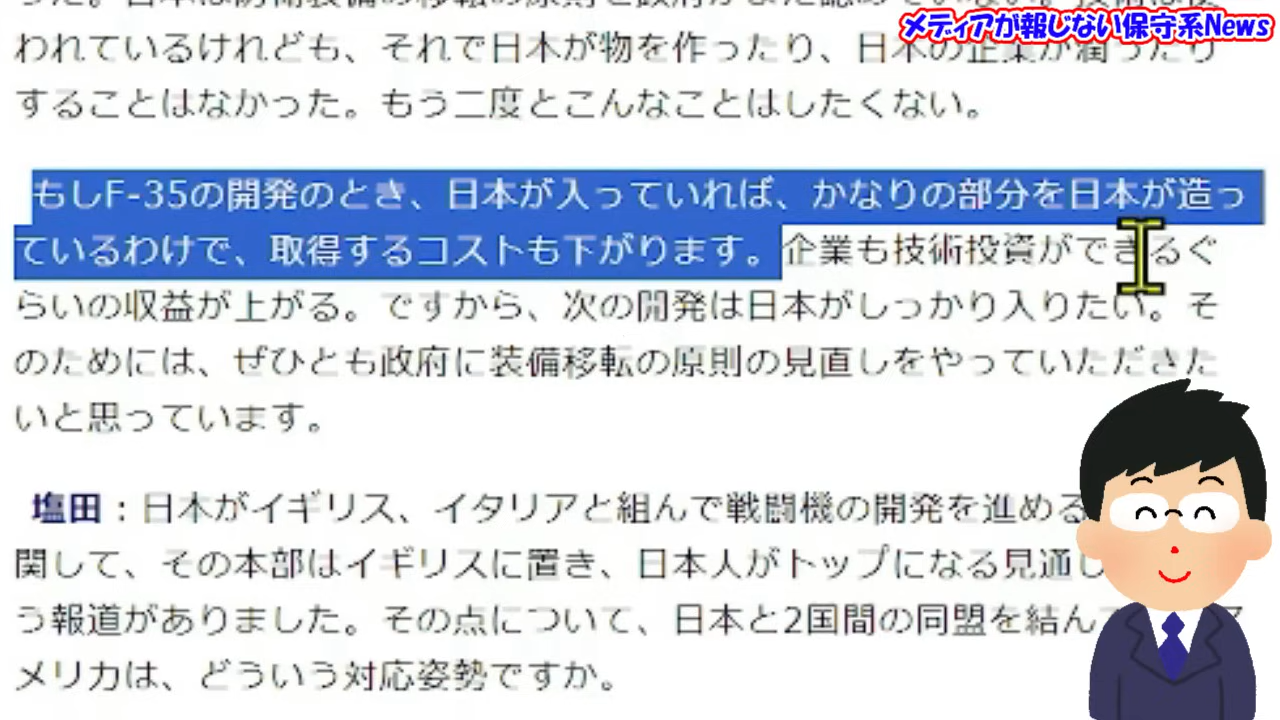 メディアが報じない保守系News
われているけれども、それで日本が物を作ったり、日本の企業が潤ったり
することはなかった。もう二度とこんなことはしたくない。
もしF-35の開発のとき、日本が入っていれば、かなりの部分を日本が造っ
ているわけで、取得するコストも下がります。企業も技術投資ができるぐ
らいの収益が上がる。ですから、次の開発は日本がしっかり入りたい。そ
のためには、ぜひとも政府に装備移転の原則の見直しをやっていただきた
いと思っています。
塩田：日本がイギリス、イタリアと組んで戦闘機の開発を進める
関して、その本部はイギリスに置き、日本人がトップになる見通し
う報道がありました。その点について、日本と2国間の同盟を結ん
メリカは、どういう対応姿勢ですか。